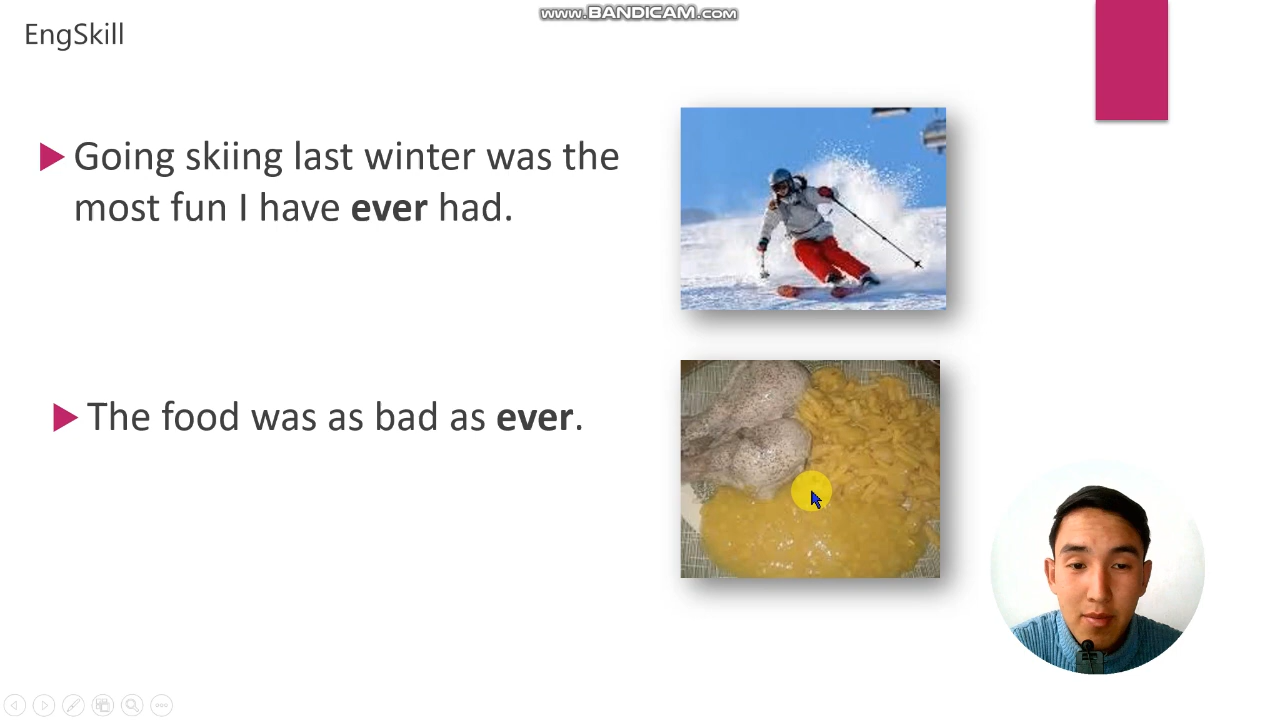 www.BANDICAM.com
EngSkill
Going skiing last winter was the
most fun I have ever had.
The food was as bad as ever.